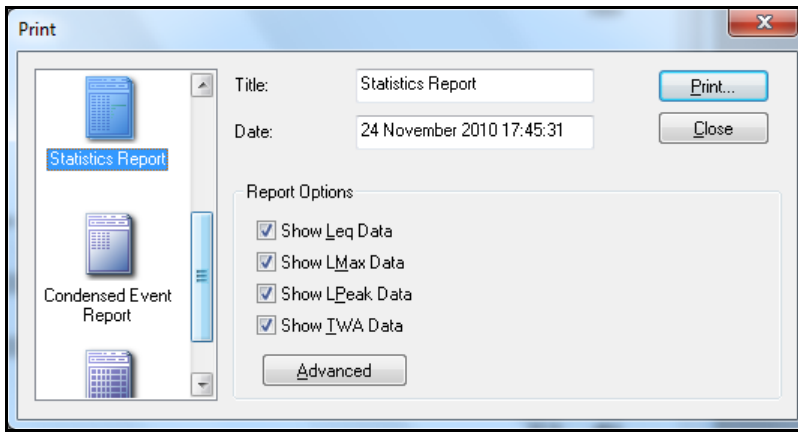 Print
Statistics Report
Condensed Event
Report
Title:
Statistics Report
Date:
24 November 2010 17:45:31
Print...
Close
Report Options
Show Leq Data
Show LMax Data
Show LPeak Data
Show TWA Data
Advanced